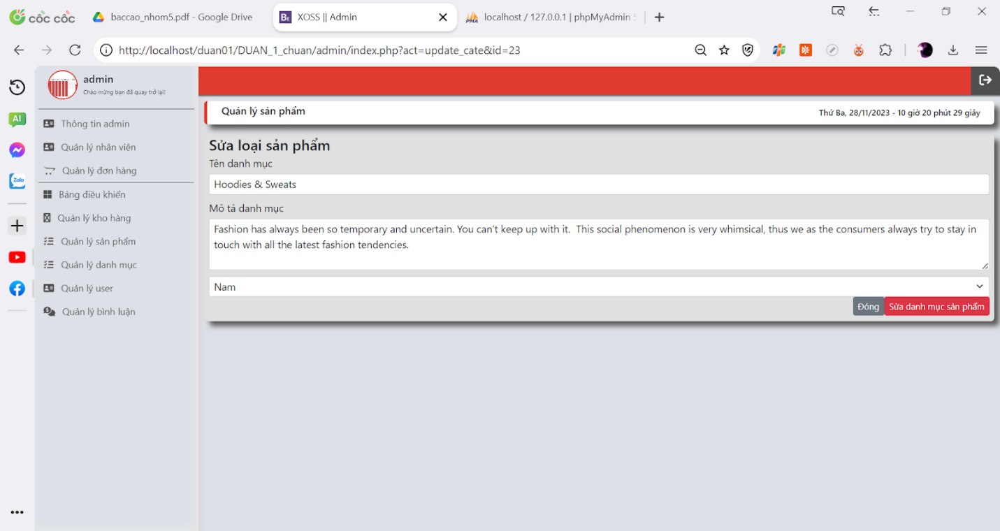 cốc cốc
baccao_nhom5.pdf - Google Drive
XOSS || Admin
localhost / 127.0.0.1 | phpMyAdmin 5
http://localhost/duan01/DUAN_1_chuan/admin/index.php?act=update_cate&id=23
admin
Chào mừng bạn đã quay trở lại!
AI
Zalo
Thông tin admin
Quản lý nhân viên
Quản lý đơn hàng
Bảng điều khiển
Quản lý kho hàng
Quản lý sản phẩm
Quản lý danh mục
Quản lý user
Quản lý bình luận
Quản lý sản phẩm
Thứ Ba, 28/11/2023 - 10 giờ 20 phút 29 giây
Sửa loại sản phẩm
Tên danh mục
Hoodies & Sweats
Mô tả danh mục
Fashion has always been so temporary and uncertain. You can't keep up with it.  This social phenomenon is very whimsical, thus we as the consumers always try to stay in
touch with all the latest fashion tendencies.
Nam
Đóng
Sửa danh mục sản phẩm